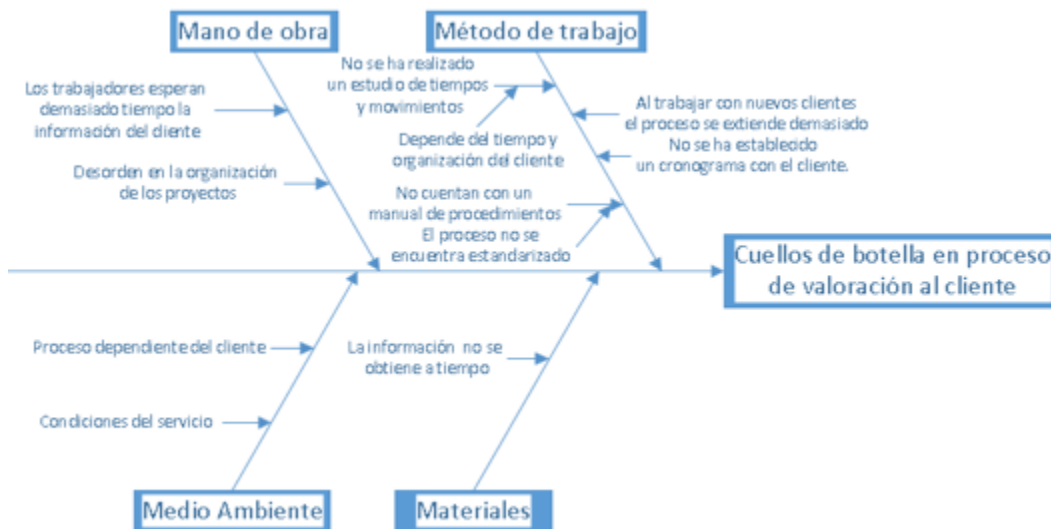 Mano de obra
Método de trabajo
No se ha realizado
un estudio de tiempos
y movimientos
Los trabajadores esperan
demasiado tiempo la
información del cliente
Al trabajar con nuevos clientes
el proceso se extiende demasiado
Depende del tiempo y
organización del cliente
No se ha establecido
un cronograma con el cliente.
Desorden en la organización
de los proyectos
No cuentan con un
manual de procedimientos
El proceso no se
encuentra estandarizado
Cuellos de botella en proceso
de valoración al cliente
Proceso dependiente del cliente
La información no se
obtiene a tiempo
Condiciones del servicio
Medio Ambiente
Materiales